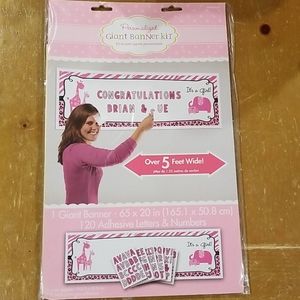 Personalized
Giant Banner Kit
It's a Girl!
CONGRATULATIONS
BRIAN & UE
Over 5 Feet Wide!
1 Giant Banner - 65 x 20 in (165.1 x 50.8 cm)
120 Adhesive Letters & Numbers
It's a Girl!